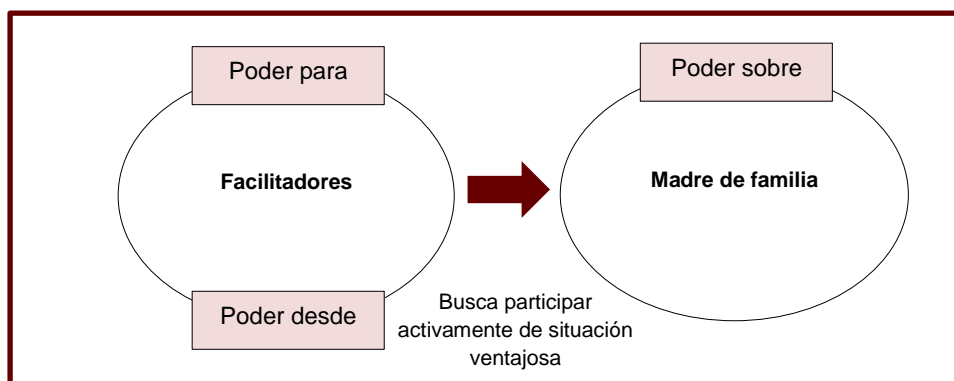 Poder para
Poder sobre
Facilitadores
Madre de familia
Poder desde
Busca participar
activamente de situación
ventajosa